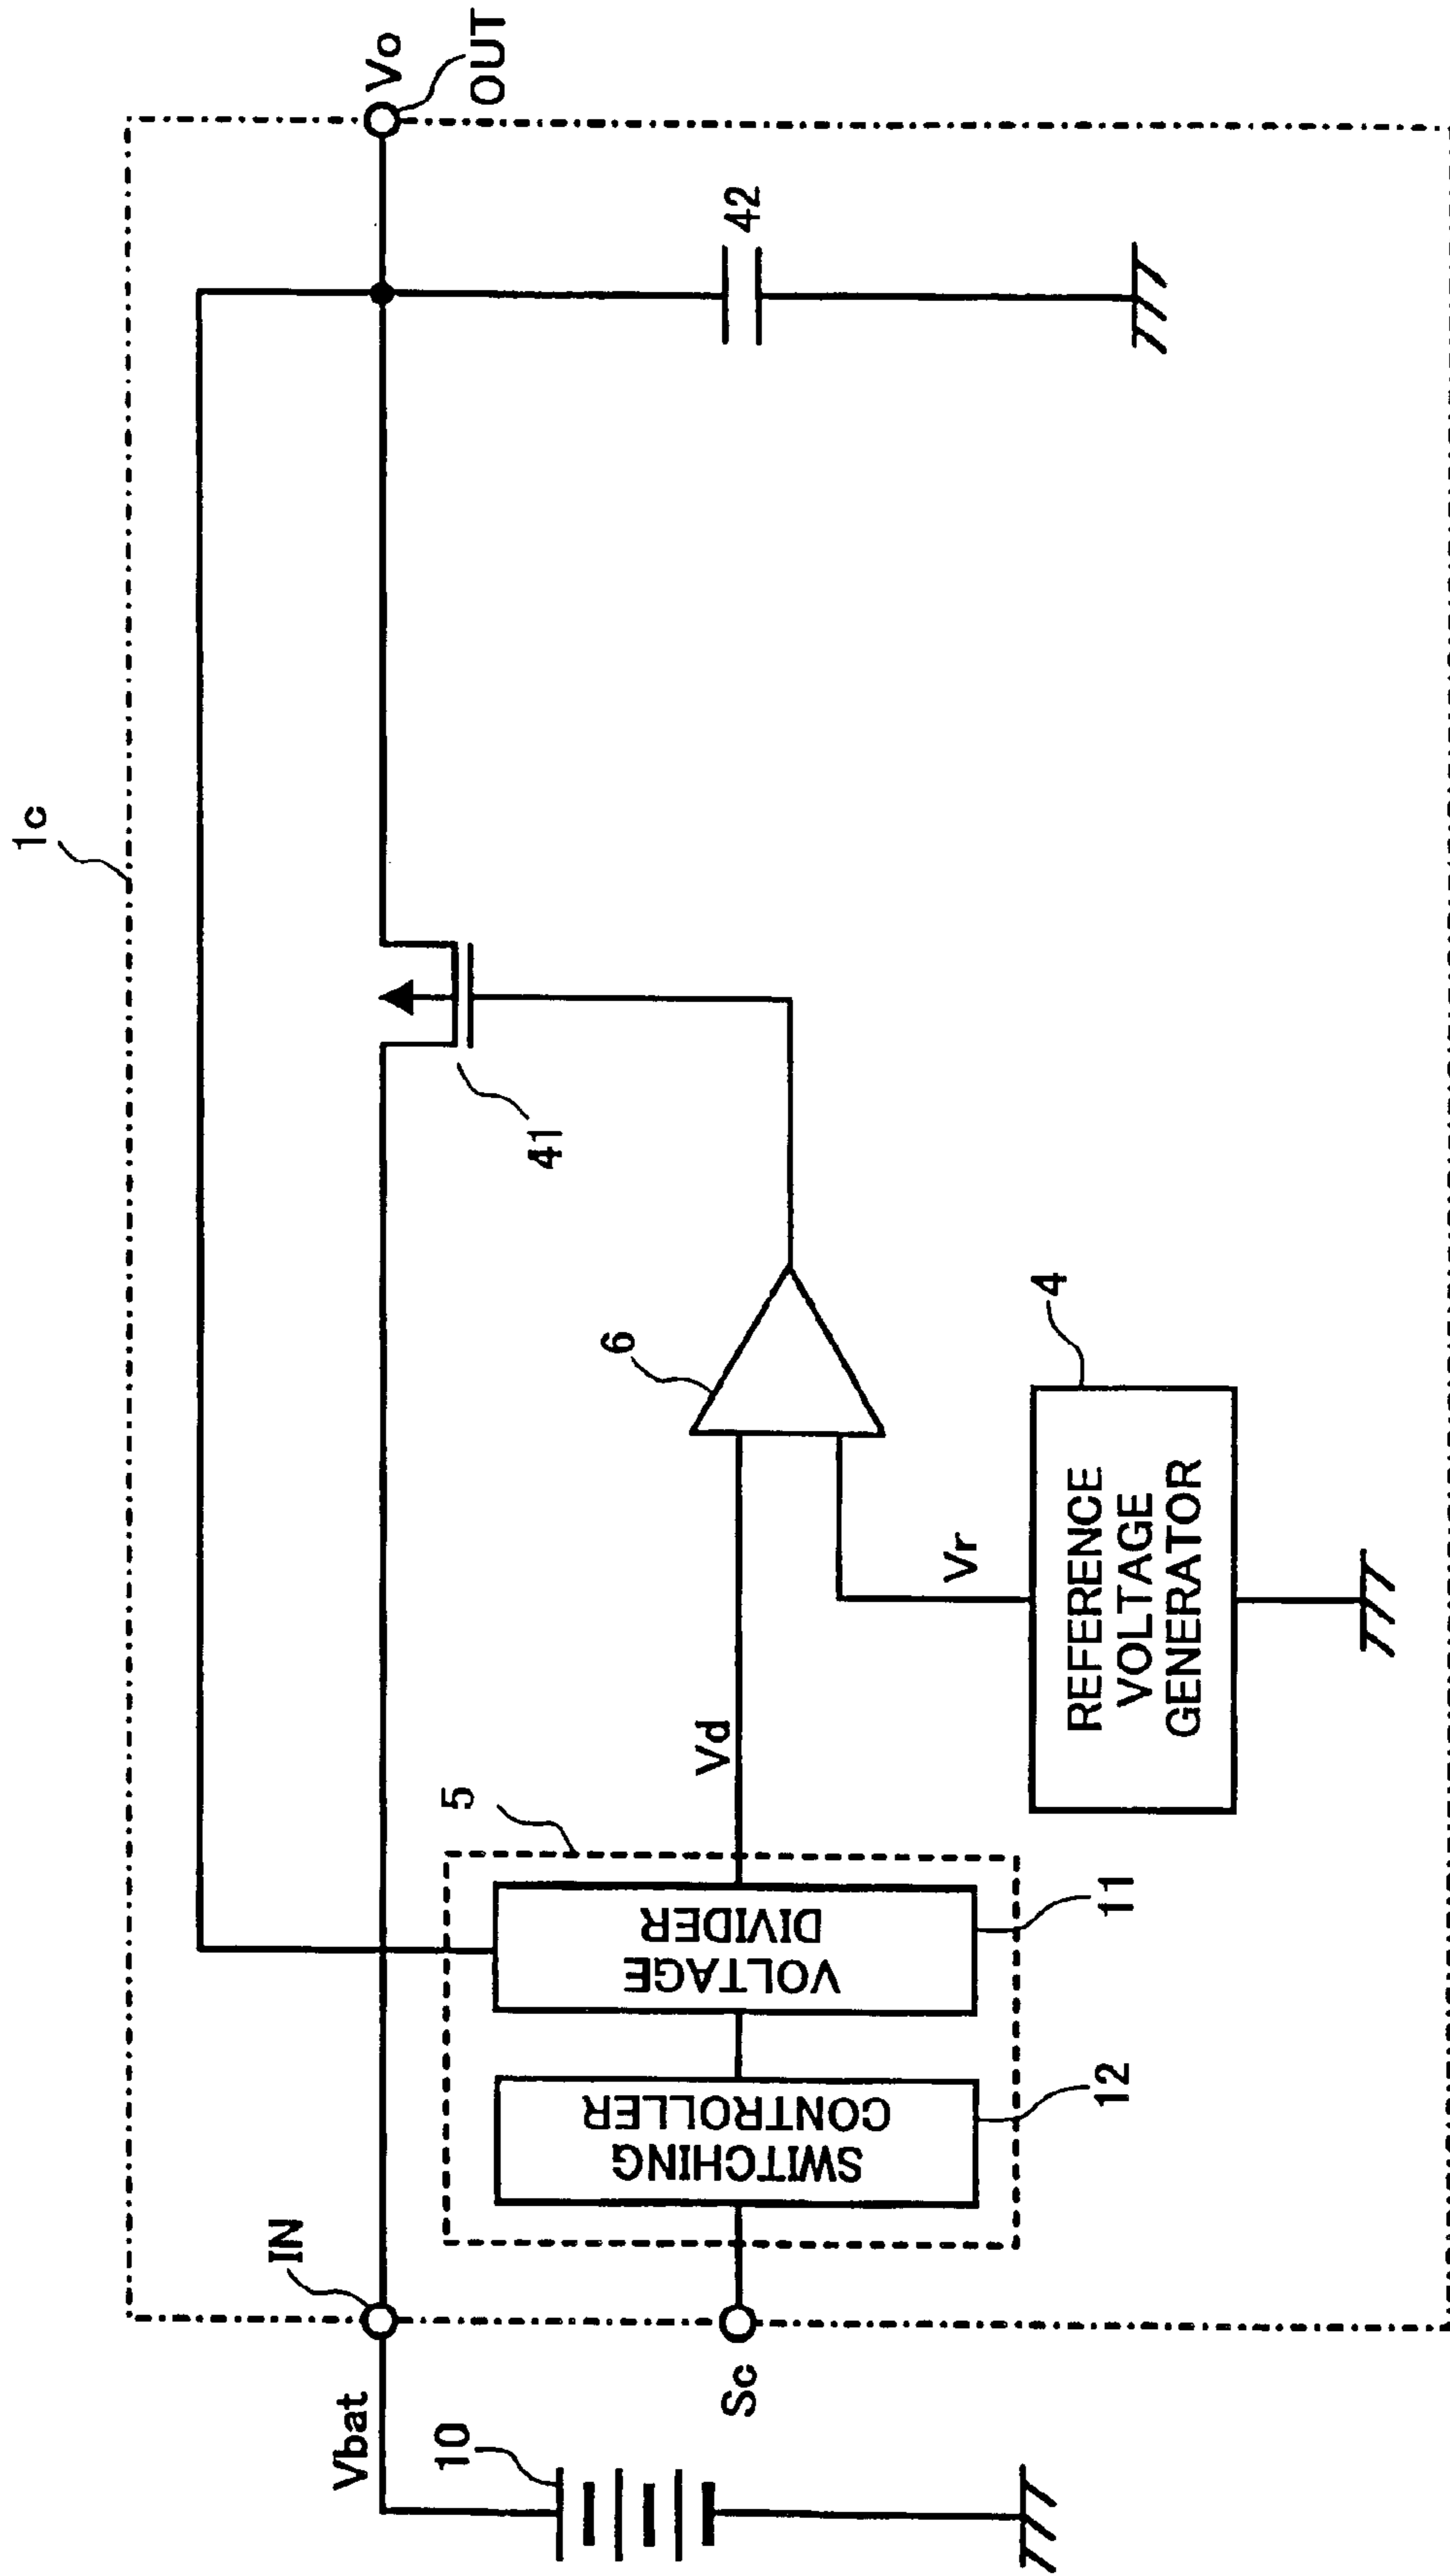 1c
Vbat
IN
Vo
OUT
10
5
42
41
6
Sc
SWITCHING
CONTROLLER
VOLTAGE
DIVIDER
Vd
Vr
12
11
4
REFERENCE
VOLTAGE
GENERATOR